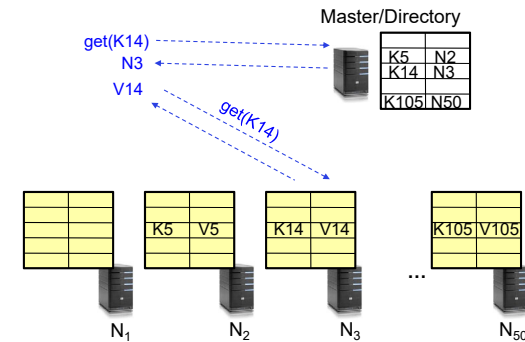 Master/Directory
get(K14)
N3
V14
K5 N2
K14 N3
K105 N50
get(K14)
K5 V5
K14 V14
K105 V105
...
N1
N2
N3
N50